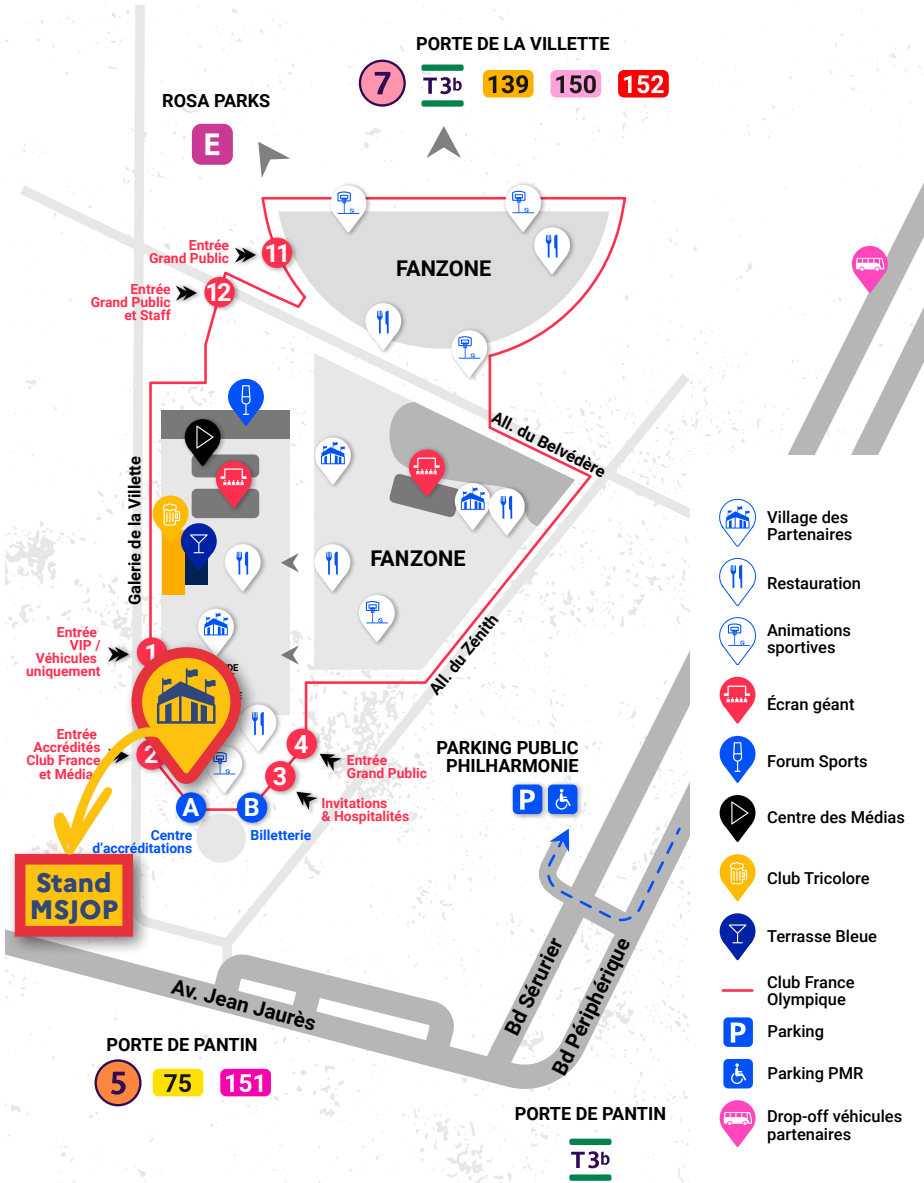 PORTE DE LA VILLETTE
7 T3b 139 150 152
ROSA PARKS
E
Entrée
Grand Public
11
FANZONE
Entrée
Grand Public
et Staff
12
All. du Belvédère
Galerie de la Villette
FANZONE
All. du Zénith
Entrée
VIP /
Véhicules
uniquement
1
DE
Entrée
Accrédités
Club France
et Média
2
4
Entrée
Grand Public
3
Invitations
& Hospitalités
A
B
Centre
d'accréditations
Billetterie
PARKING PUBLIC
PHILHARMONIE
P
Stand
MSJOP
Av. Jean Jaurès
Bd Sérurier
Bd Périphérique
PORTE DE PANTIN
5 75 151
PORTE DE PANTIN
T3b
Village des
Partenaires
Restauration
Animations
sportives
Écran géant
Forum Sports
Centre des Médias
Club Tricolore
Terrasse Bleue
Club France
Olympique
P Parking
Parking PMR
Drop-off véhicules
partenaires